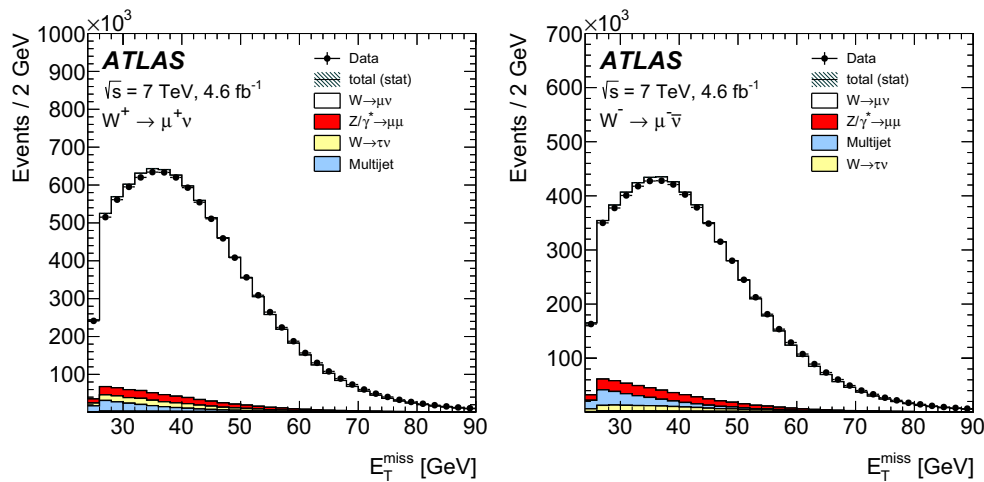 ×10³
1000
900
800
700
600
500
400
300
200
100
Events / 2 GeV
ATLAS
√s = 7 TeV, 4.6 fb⁻¹
W⁺ → μ⁺ν
Data
total (stat)
W→μν
Z/γ*→μμ
W→τν
Multijet
30 40 50 60 70 80 90
E_T^miss [GeV]
×10³
700
600
500
400
300
200
100
Events / 2 GeV
ATLAS
√s = 7 TeV, 4.6 fb⁻¹
W⁻ → μ⁻ν̅
Data
total (stat)
W→μν
Z/γ*→μμ
Multijet
W→τν
30 40 50 60 70 80 90
E_T^miss [GeV]